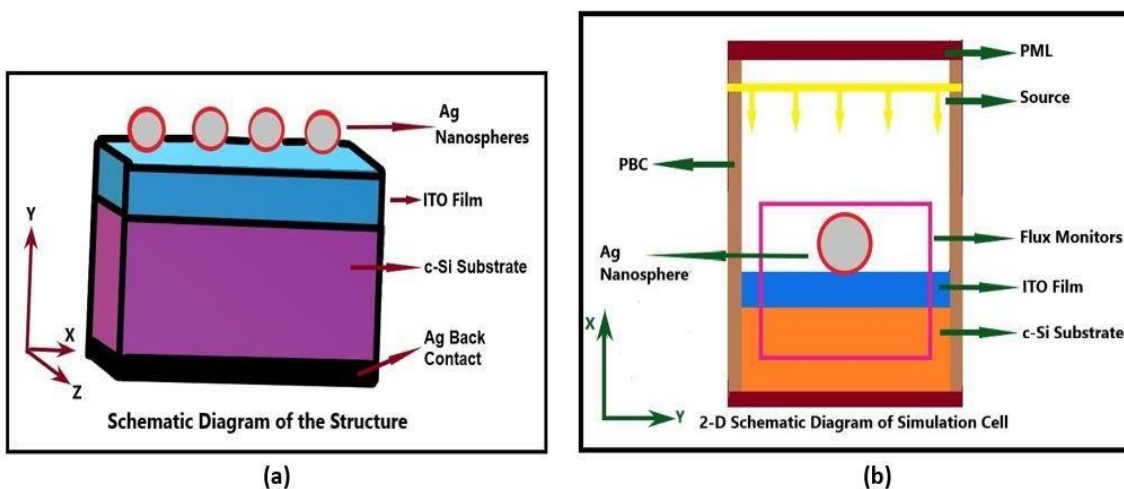 Ag
Nanospheres
ITO Film
c-Si Substrate
Ag Back
Contact
Y
X
Z
Schematic Diagram of the Structure
(a)
PML
Source
PBC
Flux Monitors
Ag
Nanosphere
ITO Film
c-Si Substrate
X
Y
2-D Schematic Diagram of Simulation Cell
(b)